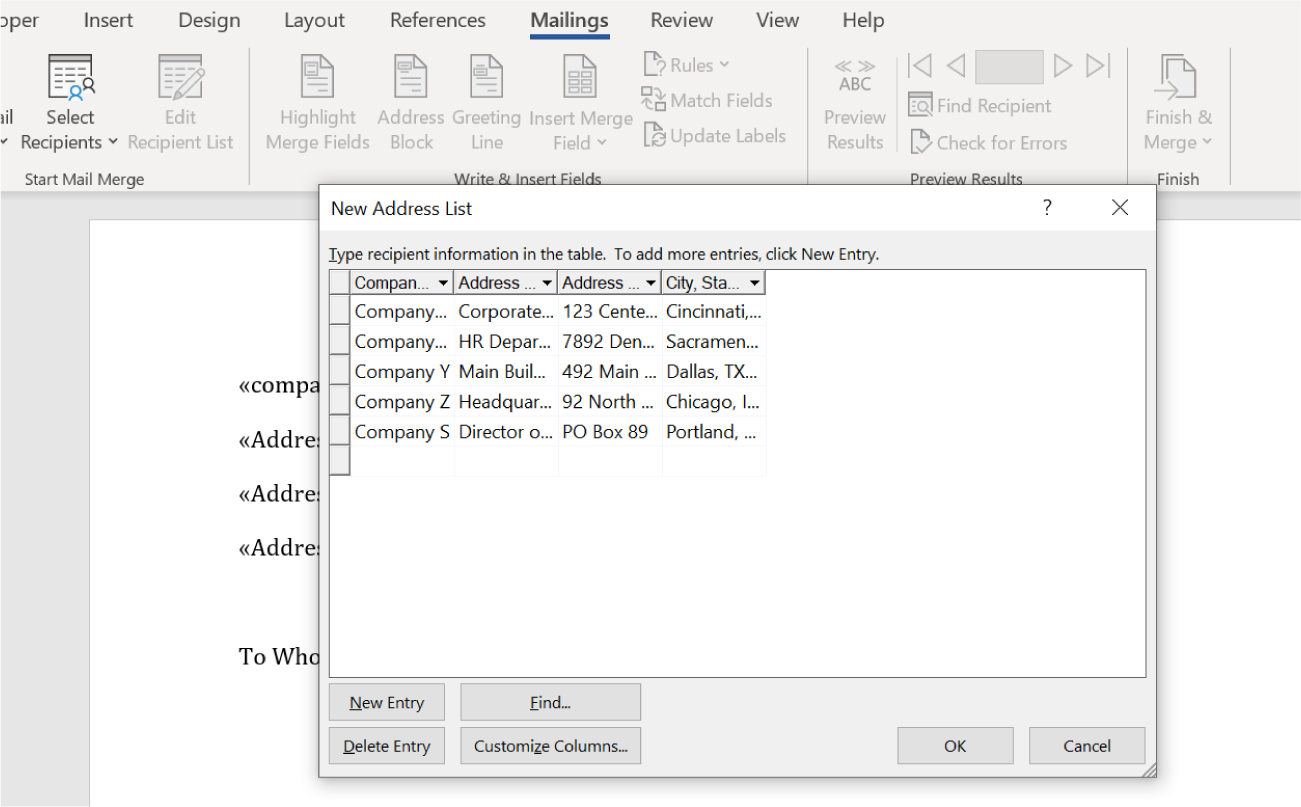 oper Insert Design Layout References Mailings Review View Help
il Select Recipients Edit Recipient List
Start Mail Merge
Highlight Merge Fields Address Block Greeting Line Insert Merge Field
Rules
Match Fields
Update Labels
Write & Insert Fields
ABC
Preview Results
Find Recipient
Check for Errors
Preview Results
Finish & Merge
Finish
New Address List ?
Type recipient information in the table. To add more entries, click New Entry.
Compan... Address ... Address ... City, Sta...
Company... Corporate... 123 Cente... Cincinnati,...
Company... HR Depar... 7892 Den... Sacramen...
Company Y Main Buil... 492 Main ... Dallas, TX...
Company Z Headquar... 92 North ... Chicago, I...
Company S Director o... PO Box 89 Portland, ...
New Entry Find...
Delete Entry Customize Columns... OK Cancel
«compa
«Addres
«Addres
«Addres
To Who